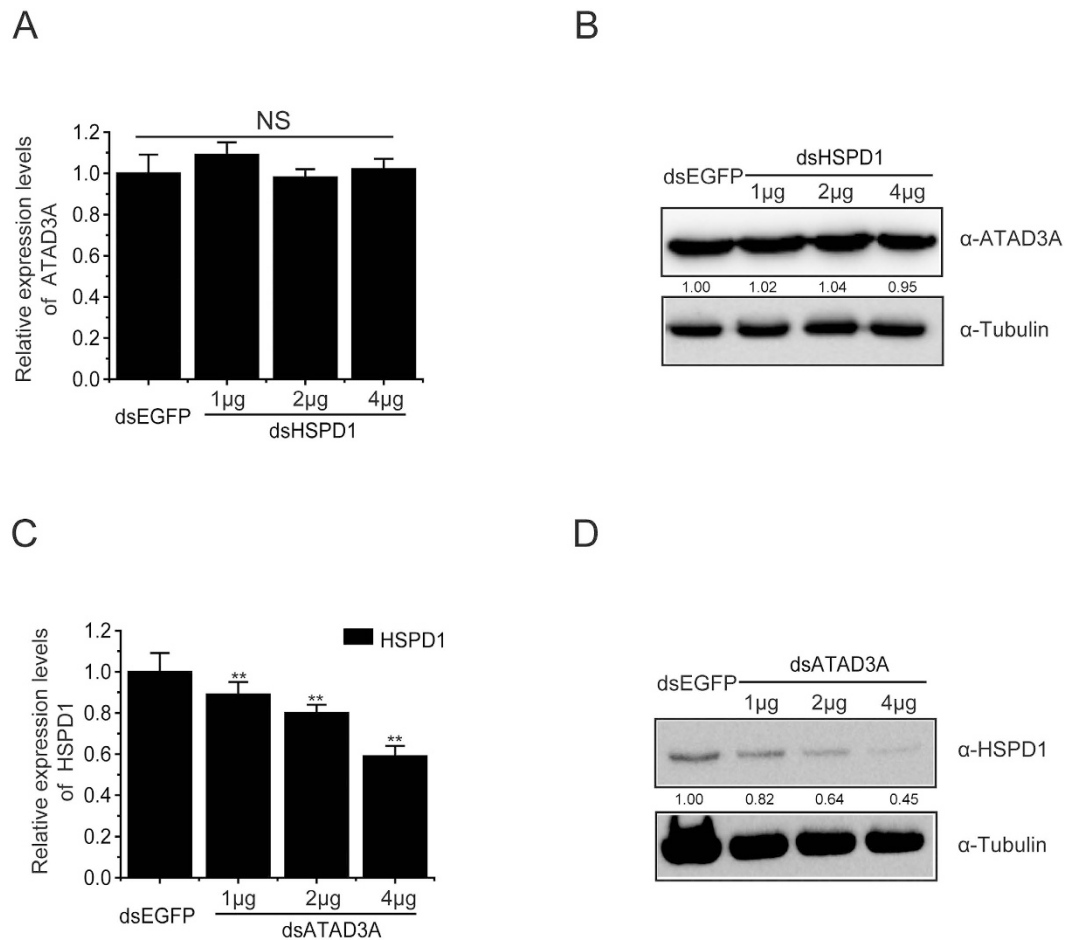 A
Relative expression levels
of ATAD3A
NS
1.2
1.0
0.8
0.6
0.4
0.2
0.0
dsEGFP
1µg 2µg 4µg
dsHSPD1
B
dsHSPD1
dsEGFP
1µg 2µg 4µg
α-ATAD3A
1.00 1.02 1.04 0.95
α-Tubulin
C
Relative expression levels
of HSPD1
HSPD1
1.2
1.0
0.8
0.6
0.4
0.2
0.0
** ** **
dsEGFP
1µg 2µg 4µg
dsATAD3A
D
dsATAD3A
dsEGFP
1µg 2µg 4µg
α-HSPD1
1.00 0.82 0.64 0.45
α-Tubulin